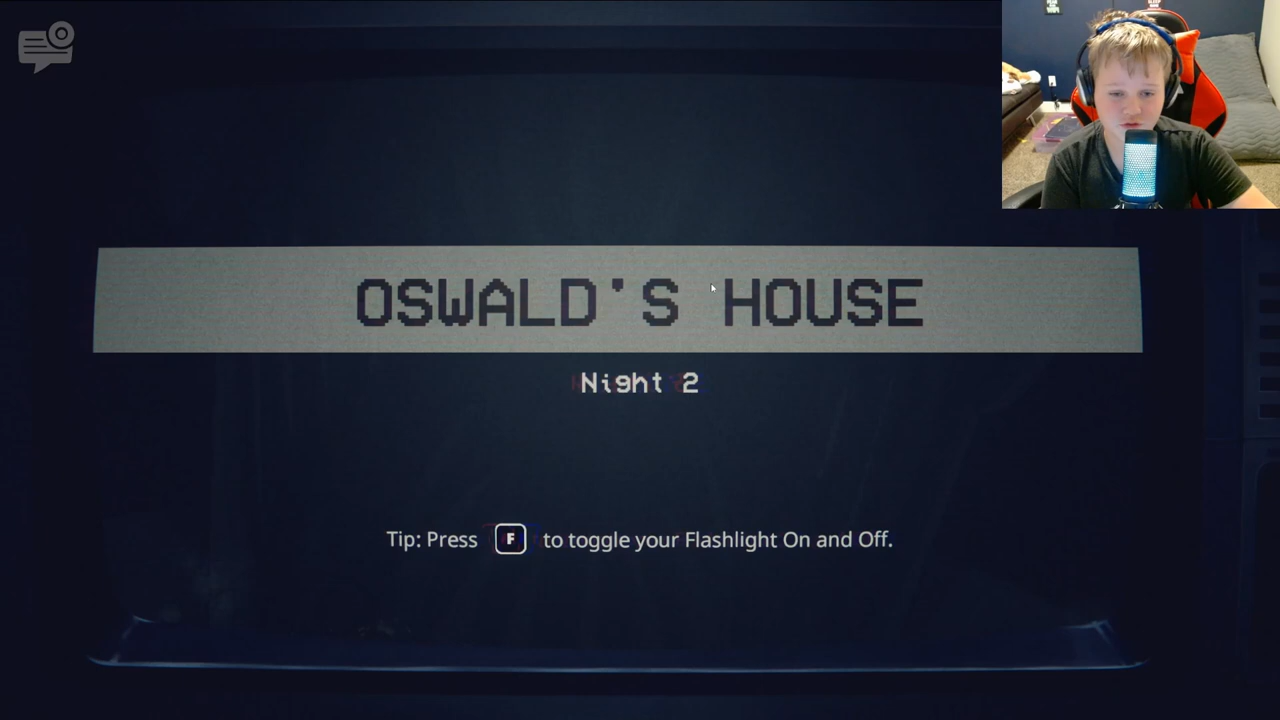 OSWALD'S HOUSE
Night 2
Tip: Press F to toggle your Flashlight On and Off.